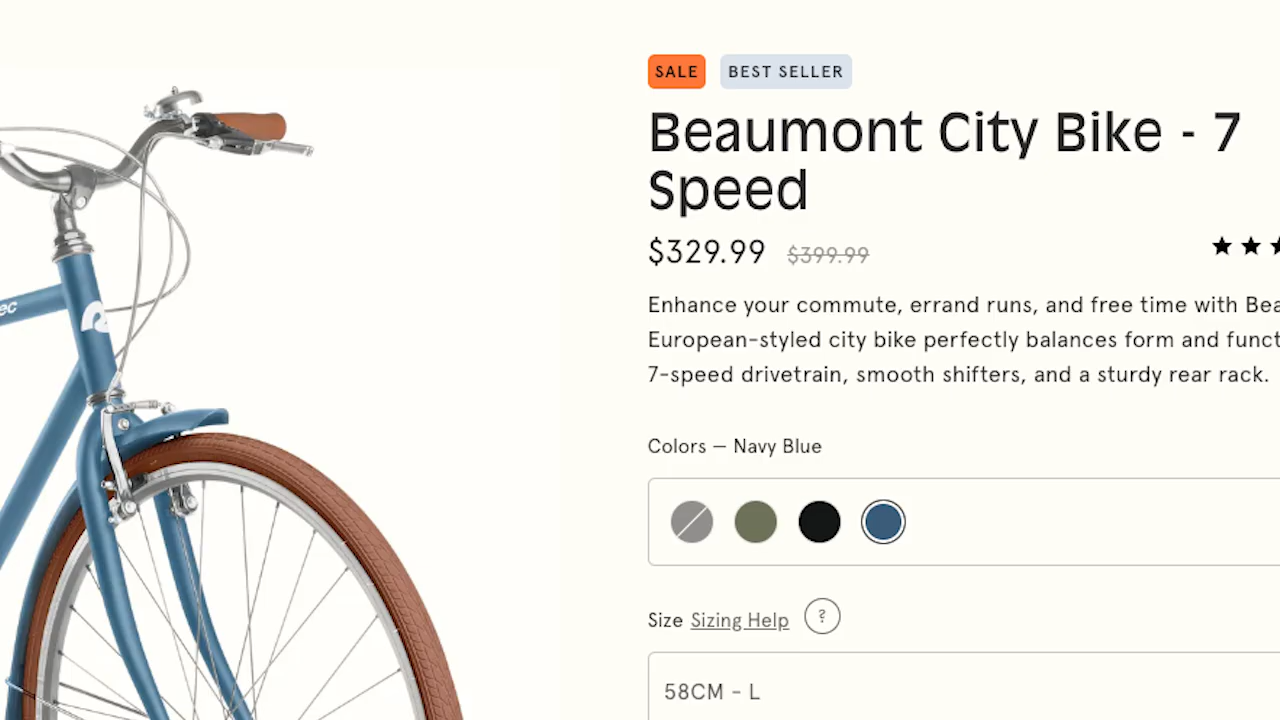 SALE BEST SELLER
Beaumont City Bike - 7
Speed
$329.99 $399.99
Enhance your commute, errand runs, and free time with
European-styled city bike perfectly balances form and
7-speed drivetrain, smooth shifters, and a sturdy rear rack.
Colors — Navy Blue
Size Sizing Help ?
58CM - L